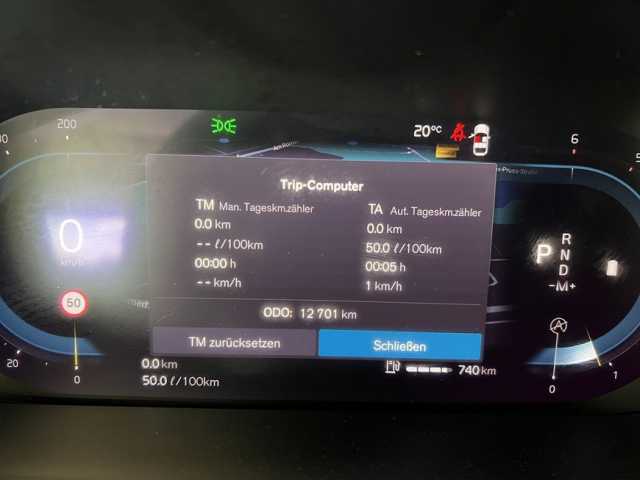 20°C
200
6
Trip-Computer
TM Man. Tageskm.zähler
TA Aut. Tageskm.zähler
0.0 km
0.0 km
-- ℓ/100km
50.0 ℓ/100km
00:00 h
00:05 h
-- km/h
1 km/h
ODO: 12 701 km
TM zurücksetzen
Schließen
0
km/h
50
P
R
N
D
-M+
A
20
0
0.0 km
50.0 ℓ/100km
740 km
0
1